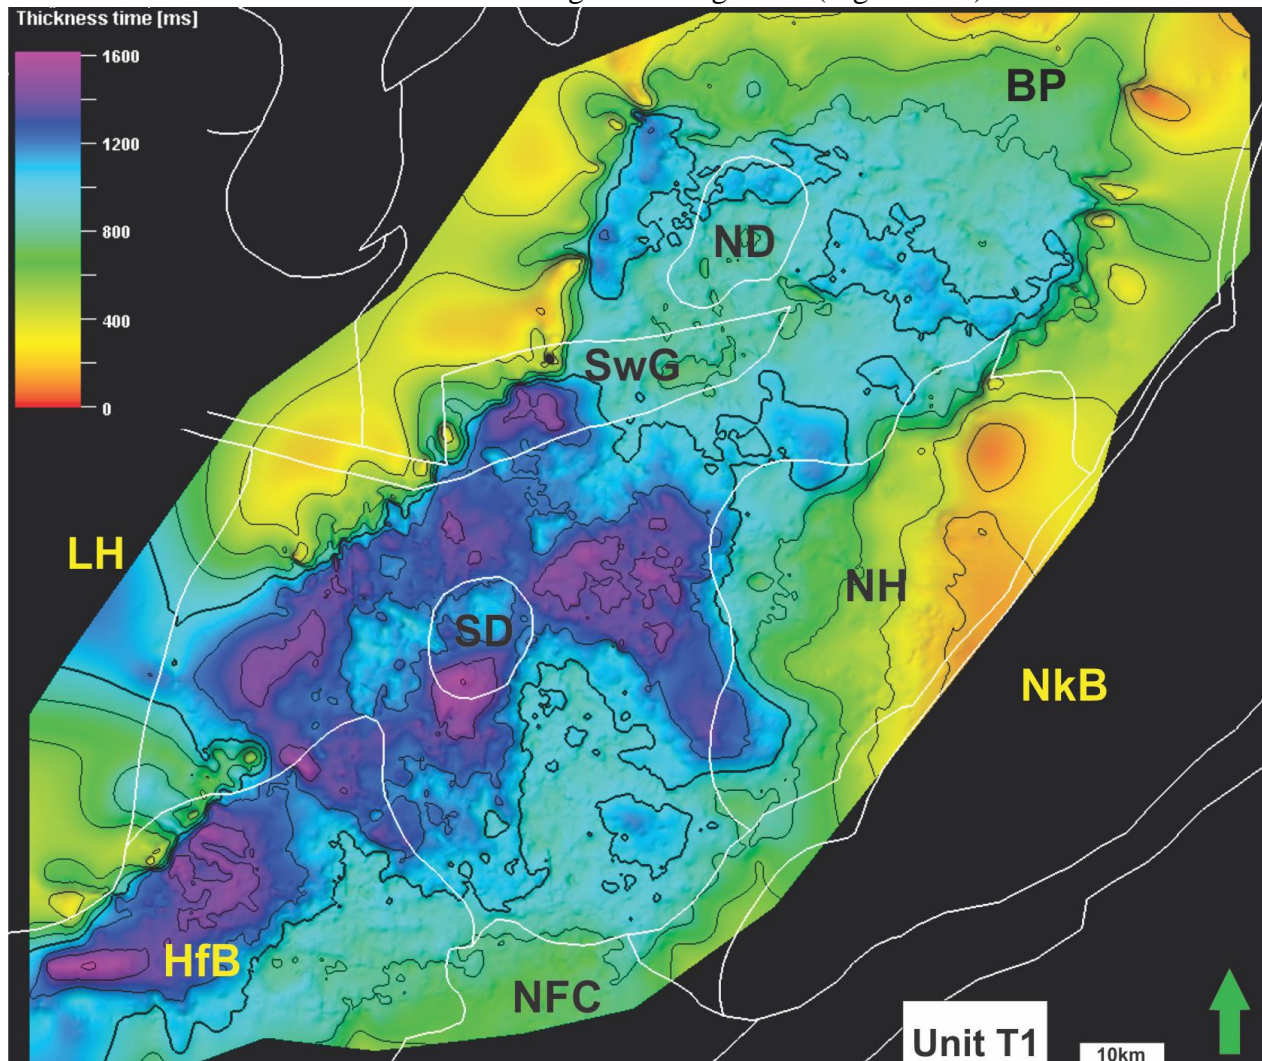 Thickness time [ms]
1600
1200
800
400
0
BP
ND
SwG
LH
NH
SD
NkB
HfB
NFC
Unit T1
10km